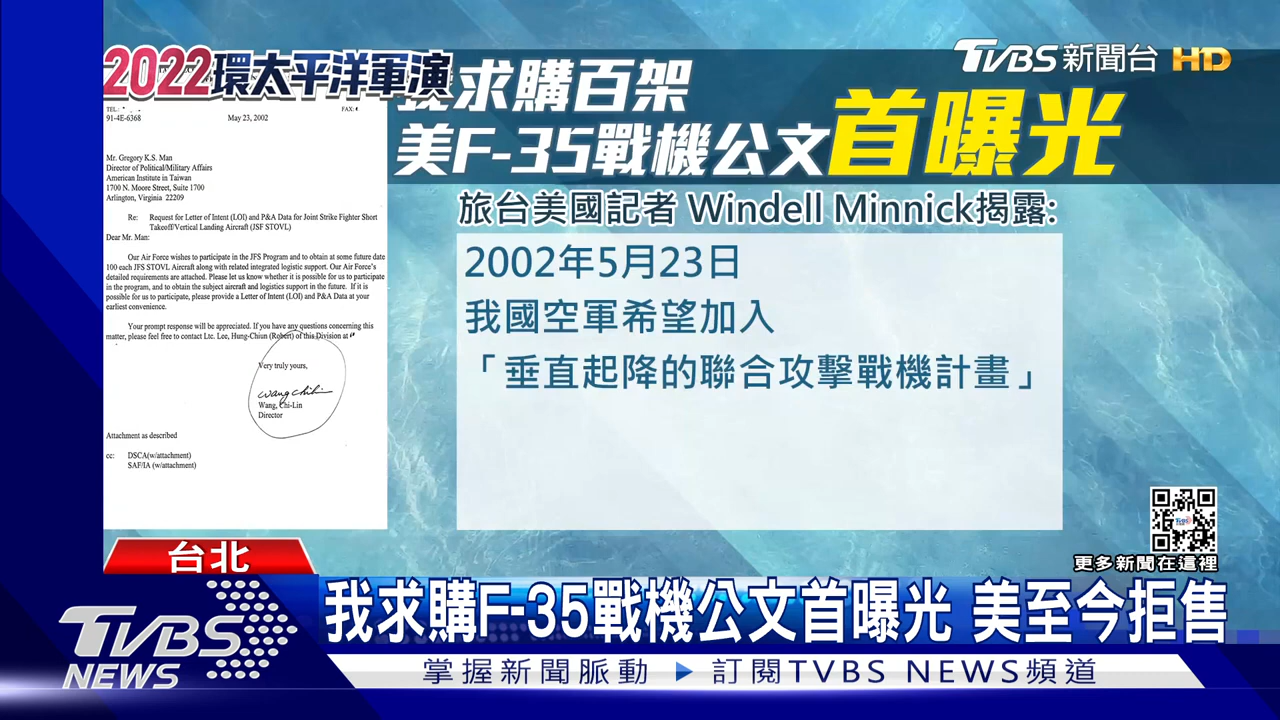 2022環太平洋軍演
TVBS新聞台 HD
求購百架
美F-35戰機公文首曝光
旅台美國記者 Windell Minnick揭露:
2002年5月23日
我國空軍希望加入
「垂直起降的聯合攻擊戰機計畫」
TEL:
FAX:
91-4E-6368
May 23, 2002
Mr. Gregory K.S. Man
Director of Political/Military Affairs
American Institute in Taiwan
1700 N. Moore Street, Suite 1700
Arlington, Virginia 22209
Re: Request for Letter of Intent (LOI) and P&A Data for Joint Strike Fighter Short
Takeoff/Vertical Landing Aircraft (JSF STOVL)
Dear Mr. Man:
Our Air Force wishes to participate in the JFS Program and to obtain at some future date
100 each JFS STOVL Aircraft along with related integrated logistic support. Our Air Force's
detailed requirements are attached. Please let us know whether it is possible for us to participate
in the program, and to obtain the subject aircraft and logistics support in the future. If it is
possible for us to participate, please provide a Letter of Intent (LOI) and P&A Data at your
earliest convenience.
Your prompt response will be appreciated. If you have any questions concerning this
matter, please feel free to contact Ltc. Lee, Hung-Chiun (Robert) of this Division at
Very truly yours,
Wang Chili
Wang, Chi-Lin
Director
Attachment as described
cc: DSCA(w/attachment)
SAF/IA (w/attachment)
TVBS
更多新聞在這裡
台北
我求購F-35戰機公文首曝光 美至今拒售
TVBS
NEWS
掌握新聞脈動 ▶ 訂閱TVBS NEWS頻道